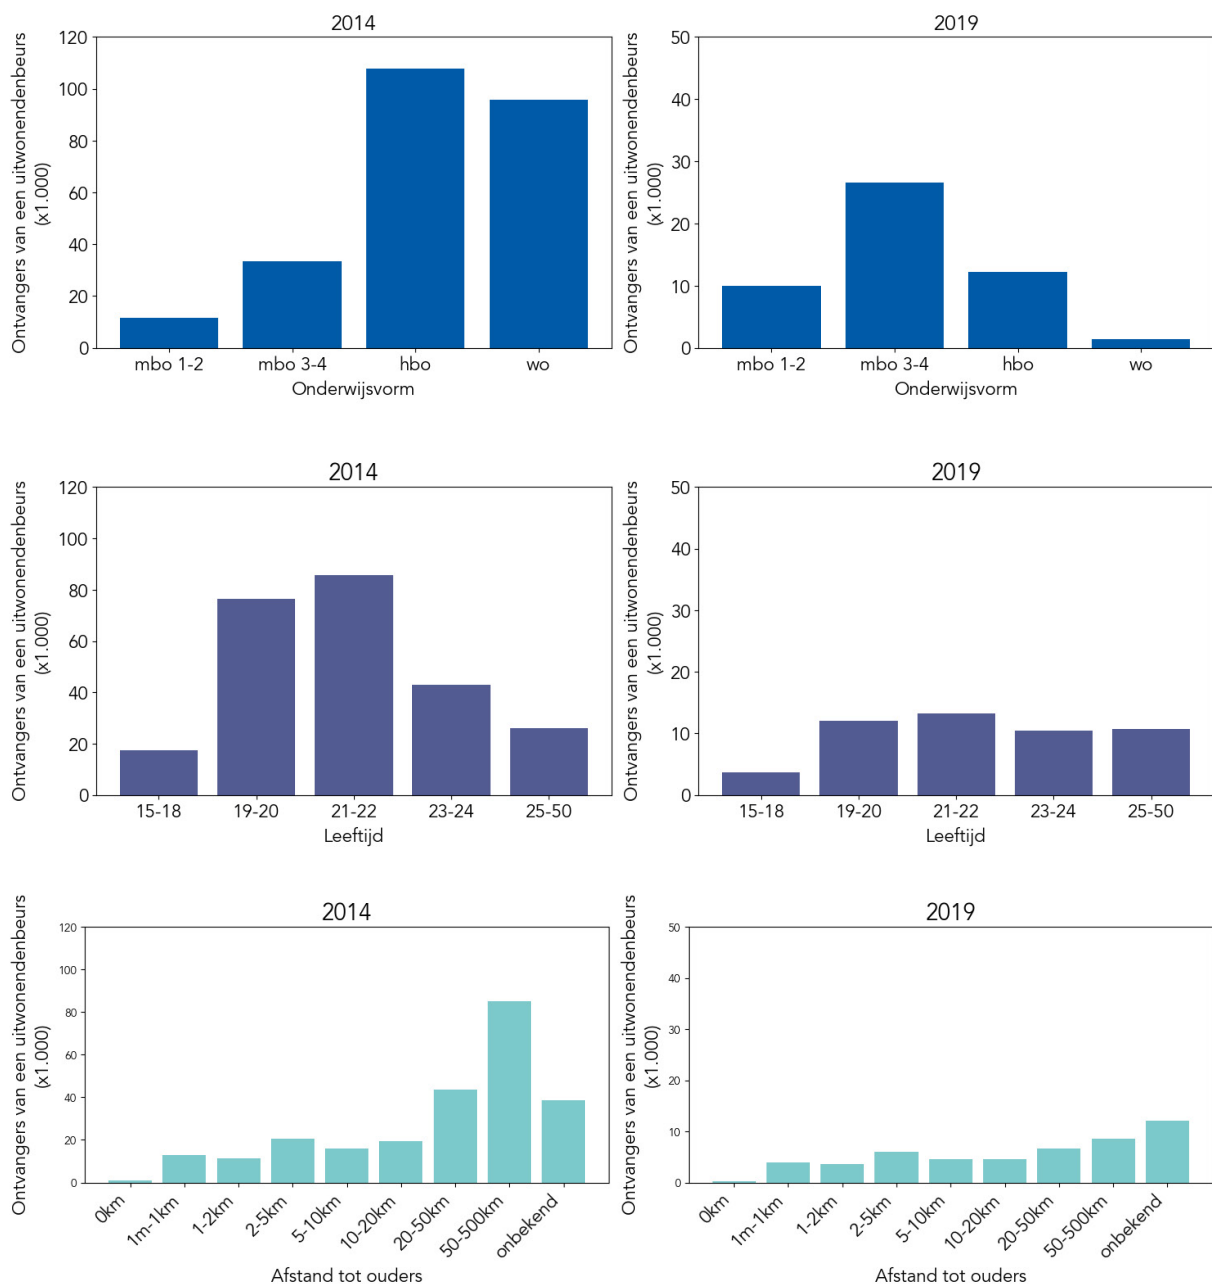 2014
Ontvangers van een uitwonendenbeurs
(x1.000)
120
100
80
60
40
20
0
mbo 1-2 mbo 3-4 hbo wo
Onderwijsvorm
2019
Ontvangers van een uitwonendenbeurs
(x1.000)
50
40
30
20
10
0
mbo 1-2 mbo 3-4 hbo wo
Onderwijsvorm
2014
Ontvangers van een uitwonendenbeurs
(x1.000)
120
100
80
60
40
20
0
15-18 19-20 21-22 23-24 25-50
Leeftijd
2019
Ontvangers van een uitwonendenbeurs
(x1.000)
50
40
30
20
10
0
15-18 19-20 21-22 23-24 25-50
Leeftijd
2014
Ontvangers van een uitwonendenbeurs
(x1.000)
120
100
80
60
40
20
0
0km 1m-1km 1-2km 2-5km 5-10km 10-20km 20-50km 50-500km onbekend
Afstand tot ouders
2019
Ontvangers van een uitwonendenbeurs
(x1.000)
50
40
30
20
10
0
0km 1m-1km 1-2km 2-5km 5-10km 10-20km 20-50km 50-500km onbekend
Afstand tot ouders